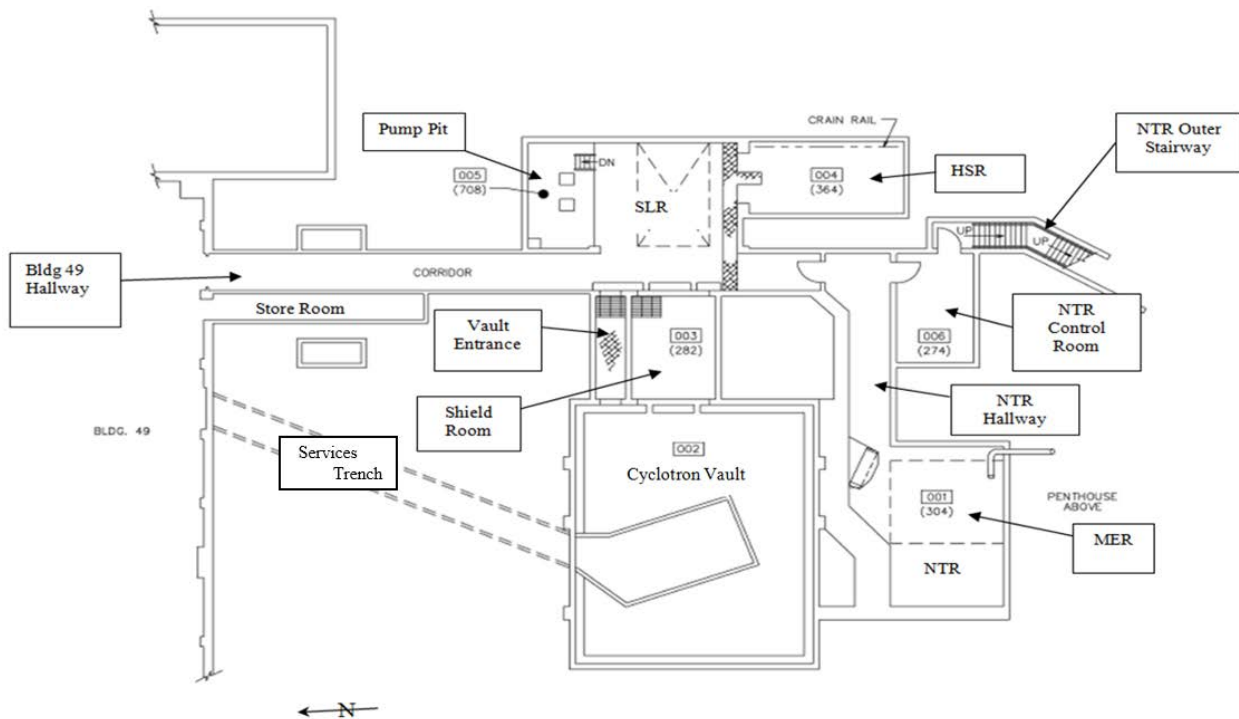 CRAIN RAIL
Pump Pit
NTR Outer
Stairway
DN
005
(708)
004
(364)
HSR
SLR
UP
UP
Bldg 49
Hallway
CORRIDOR
Store Room
Vault
Entrance
003
(282)
006
(274)
NTR
Control
Room
Shield
Room
NTR
Hallway
BLDG. 49
Services
Trench
002
Cyclotron Vault
001
(304)
PENTHOUSE
ABOVE
MER
NTR
N